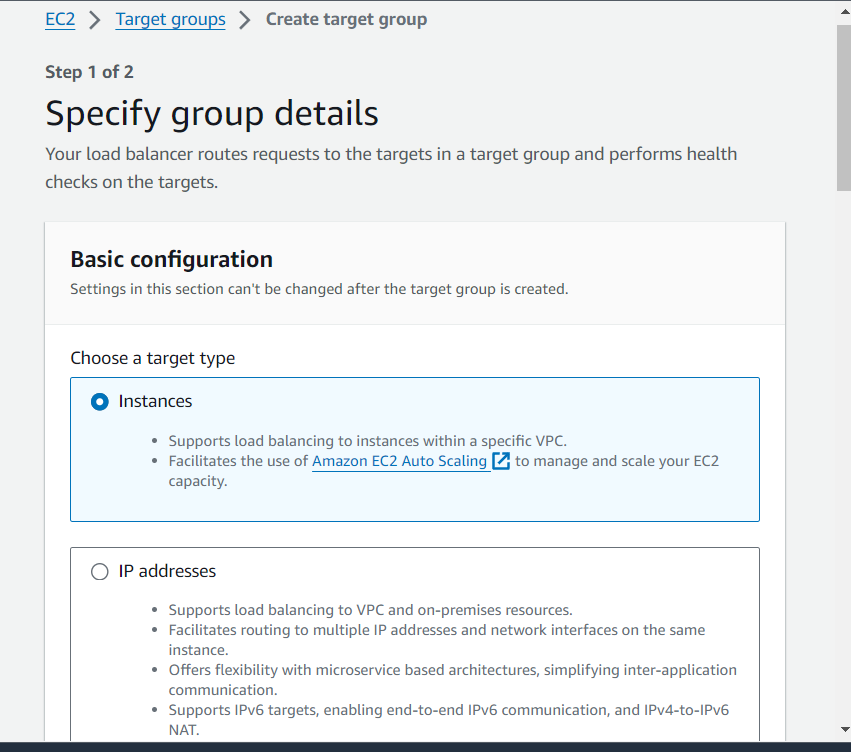 EC2 > Target groups > Create target group
Step 1 of 2
Specify group details
Your load balancer routes requests to the targets in a target group and performs health
checks on the targets.
Basic configuration
Settings in this section can't be changed after the target group is created.
Choose a target type
Instances
• Supports load balancing to instances within a specific VPC.
• Facilitates the use of Amazon EC2 Auto Scaling to manage and scale your EC2
capacity.
IP addresses
• Supports load balancing to VPC and on-premises resources.
• Facilitates routing to multiple IP addresses and network interfaces on the same
instance.
• Offers flexibility with microservice based architectures, simplifying inter-application
communication.
• Supports IPv6 targets, enabling end-to-end IPv6 communication, and IPv4-to-IPv6
NAT.